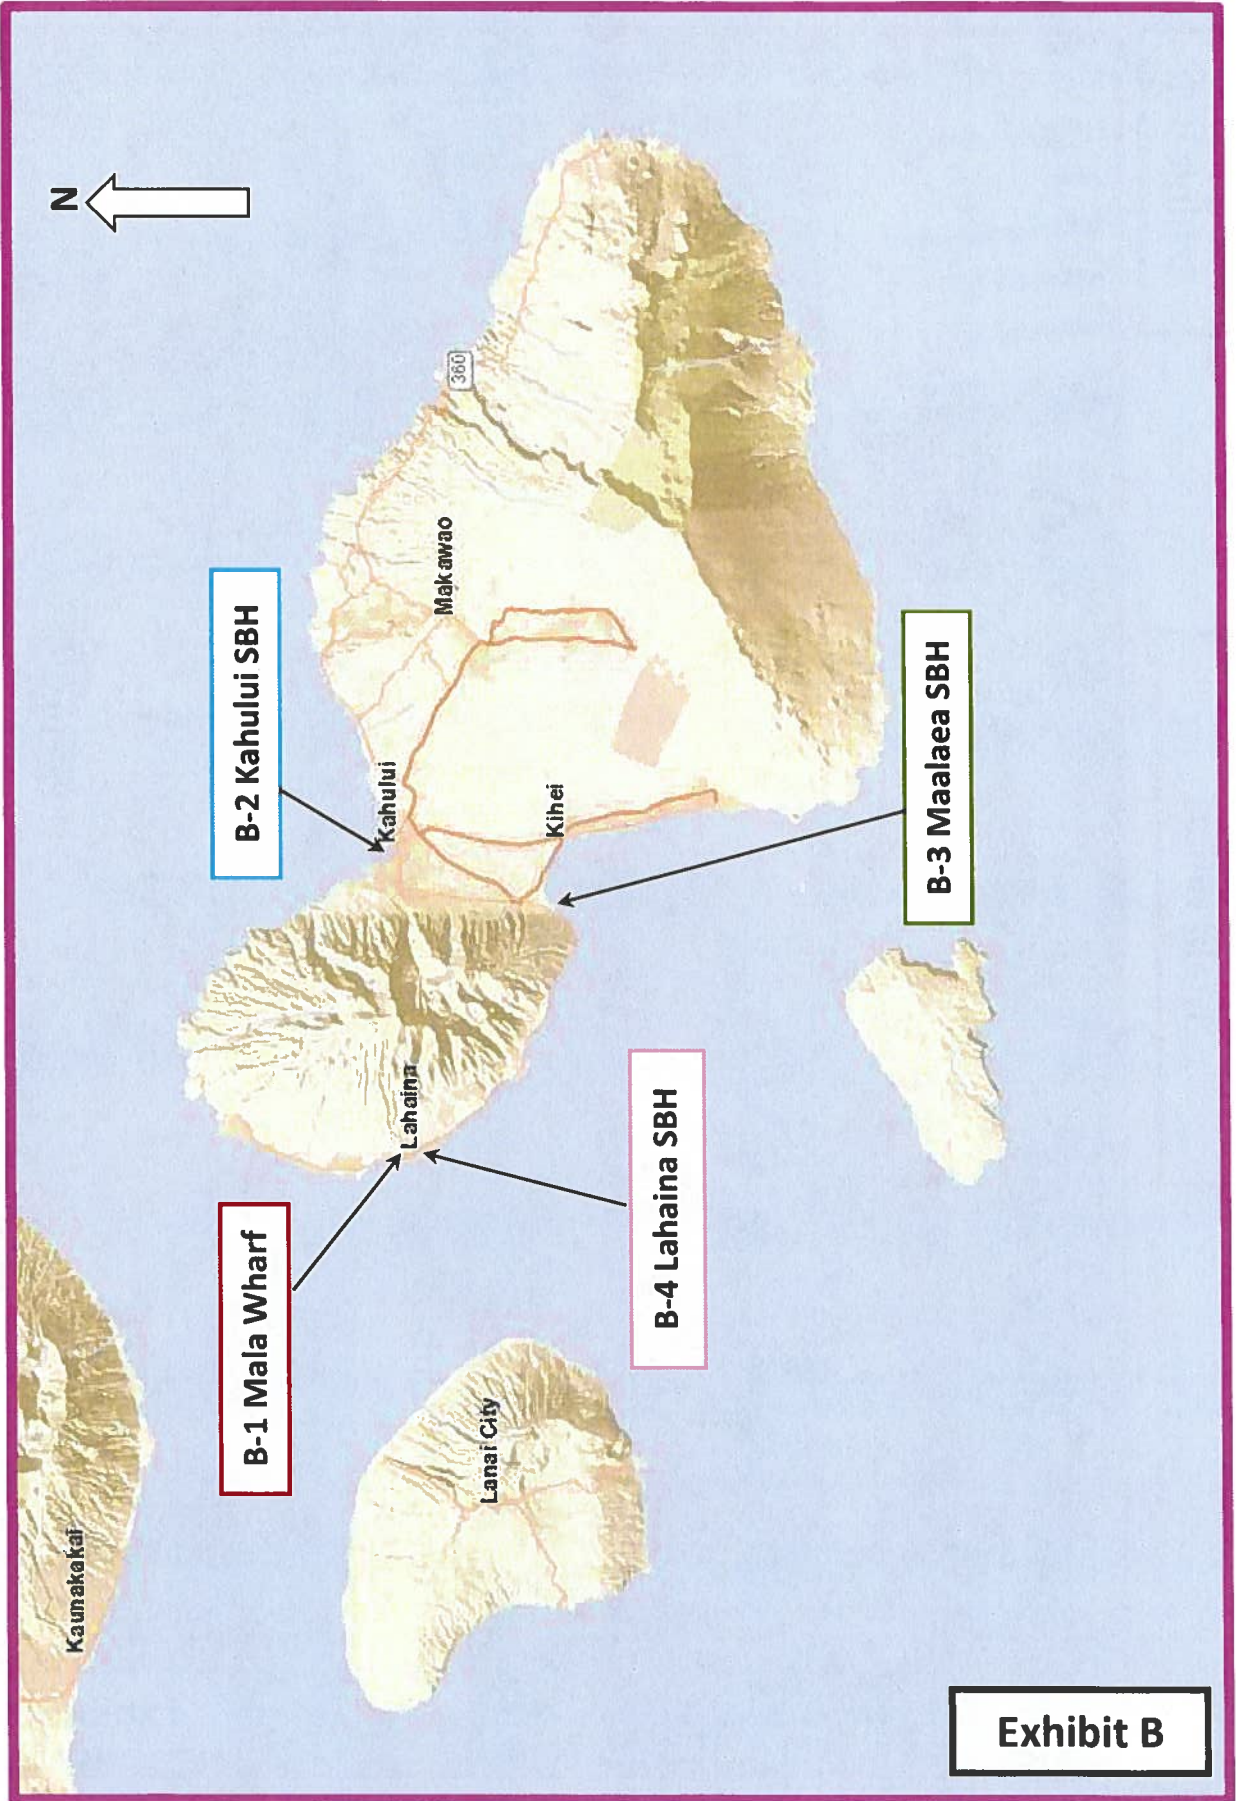 N
Kaunakakai
B-1 Mala Wharf
B-2 Kahului SBH
Kahului
Lahaina
Makawao
360
Lanai City
Kihei
B-4 Lahaina SBH
B-3 Maalaea SBH
Exhibit B